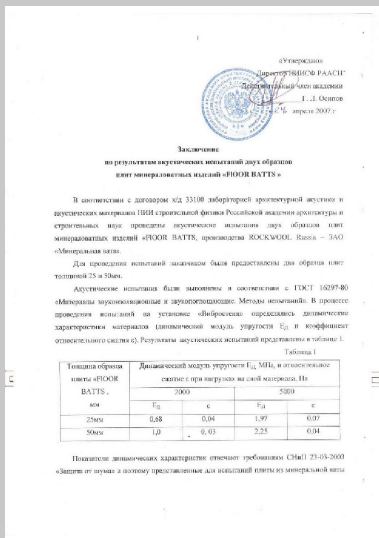 1
«Утверждаю»
Директор НИИСФ РААСН
Действительный член академии
Г.Л. Осипов
апреля 2007 г.
Заключение
по результатам акустических испытаний двух образцов
плит минераловатных изделий «FlOOR BATTS »
В соответствии с договором х/д 33100 лабораторией архитектурной акустики и
акустических материалов НИИ строительной физики Российской академии архитектуры и
строительных наук проведены акустические испытания двух образцов плит
минераловатных изделий «FlOOR BATTS, производства ROCKWOOL Russia – ЗАО
«Минеральная вата».
Для проведения испытаний заказчиком были предоставлены два образца плит
толщиной 25 и 50мм.
Акустические испытания были выполнены в соответствии с ГОСТ 16297-80
«Материалы звукоизоляционные и звукопоглощающие. Методы испытаний». В процессе
проведения испытаний на установке «Вибростенд» определялись динамические
характеристики материалов (динамический модуль упругости Ед и коэффициент
относительного сжатия ε). Результаты акустических испытаний представлены в таблице 1.
Таблица 1
Толщина образца плиты «FlOOR BATTS , мм
Динамический модуль упругости Ед, МПа, и относительное
сжатие ε при нагрузке на слой материала, Па
2000 5000
Ед ε Ед ε
25мм 0,68 0,04 1,97 0,07
50мм 1,0 0, 03 2,25 0,04
Показатели динамических характеристик отвечают требованиям СНиП 23-03-2003
«Защита от шума» а поэтому представленные для испытаний плиты из минеральной ваты